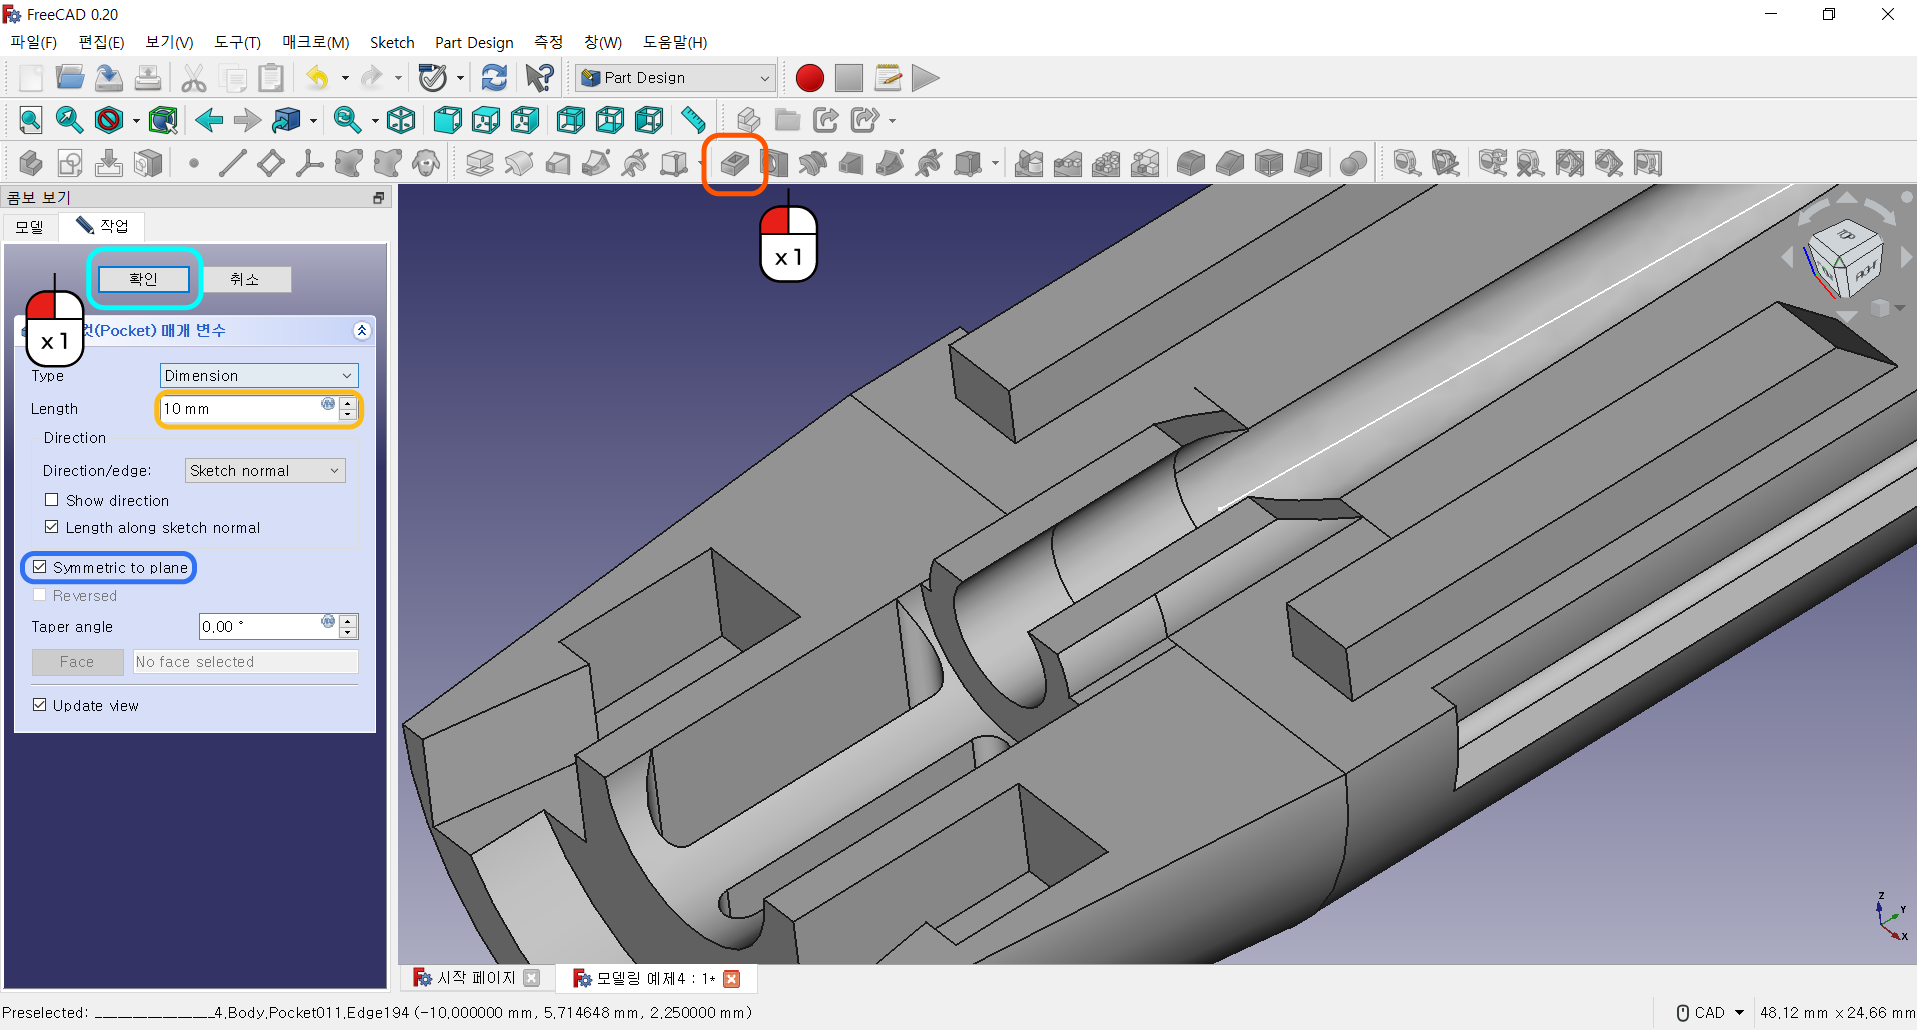 FreeCAD 0.20
파일(F) 편집(E) 보기(V) 도구(T) 매크로(M) Sketch Part Design 측정 창(W) 도움말(H)
Part Design
콤보 보기
모델 작업
확인 취소
x 1
x 1
컷(Pocket) 매개 변수
Type Dimension
Length 10 mm
Direction
Direction/edge: Sketch normal
Show direction
Length along sketch normal
Symmetric to plane
Reversed
Taper angle 0.00 °
Face No face selected
Update view
TOP
Z
Y
X
시작 페이지 모델링 예제4 : 1*
Preselected: ________________4.Body.Pocket011.Edge194 (-10.000000 mm, 5.714648 mm, 2.250000 mm) CAD 48.12 mm x 24.66 mm